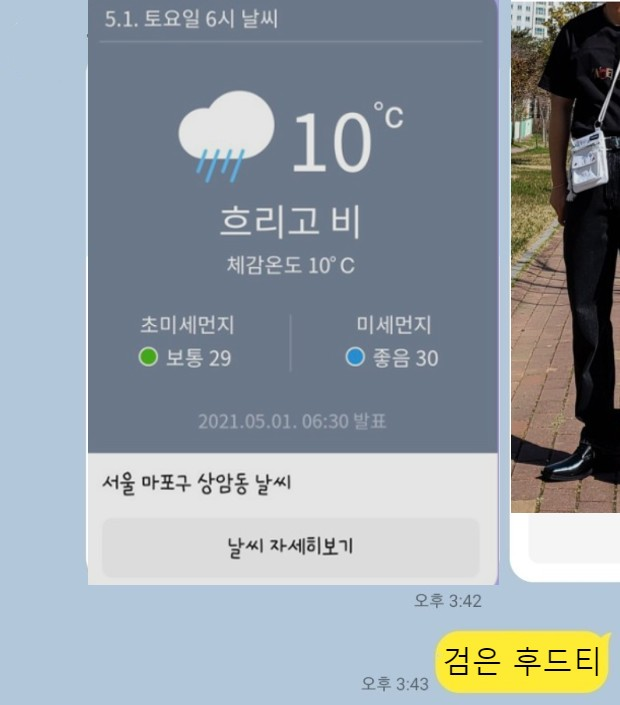 5.1. 토요일 6시 날씨
10°C
흐리고 비
체감온도 10°C
초미세먼지
보통 29
미세먼지
좋음 30
2021.05.01. 06:30 발표
서울 마포구 상암동 날씨
날씨 자세히보기
오후 3:42
검은 후드티
오후 3:43